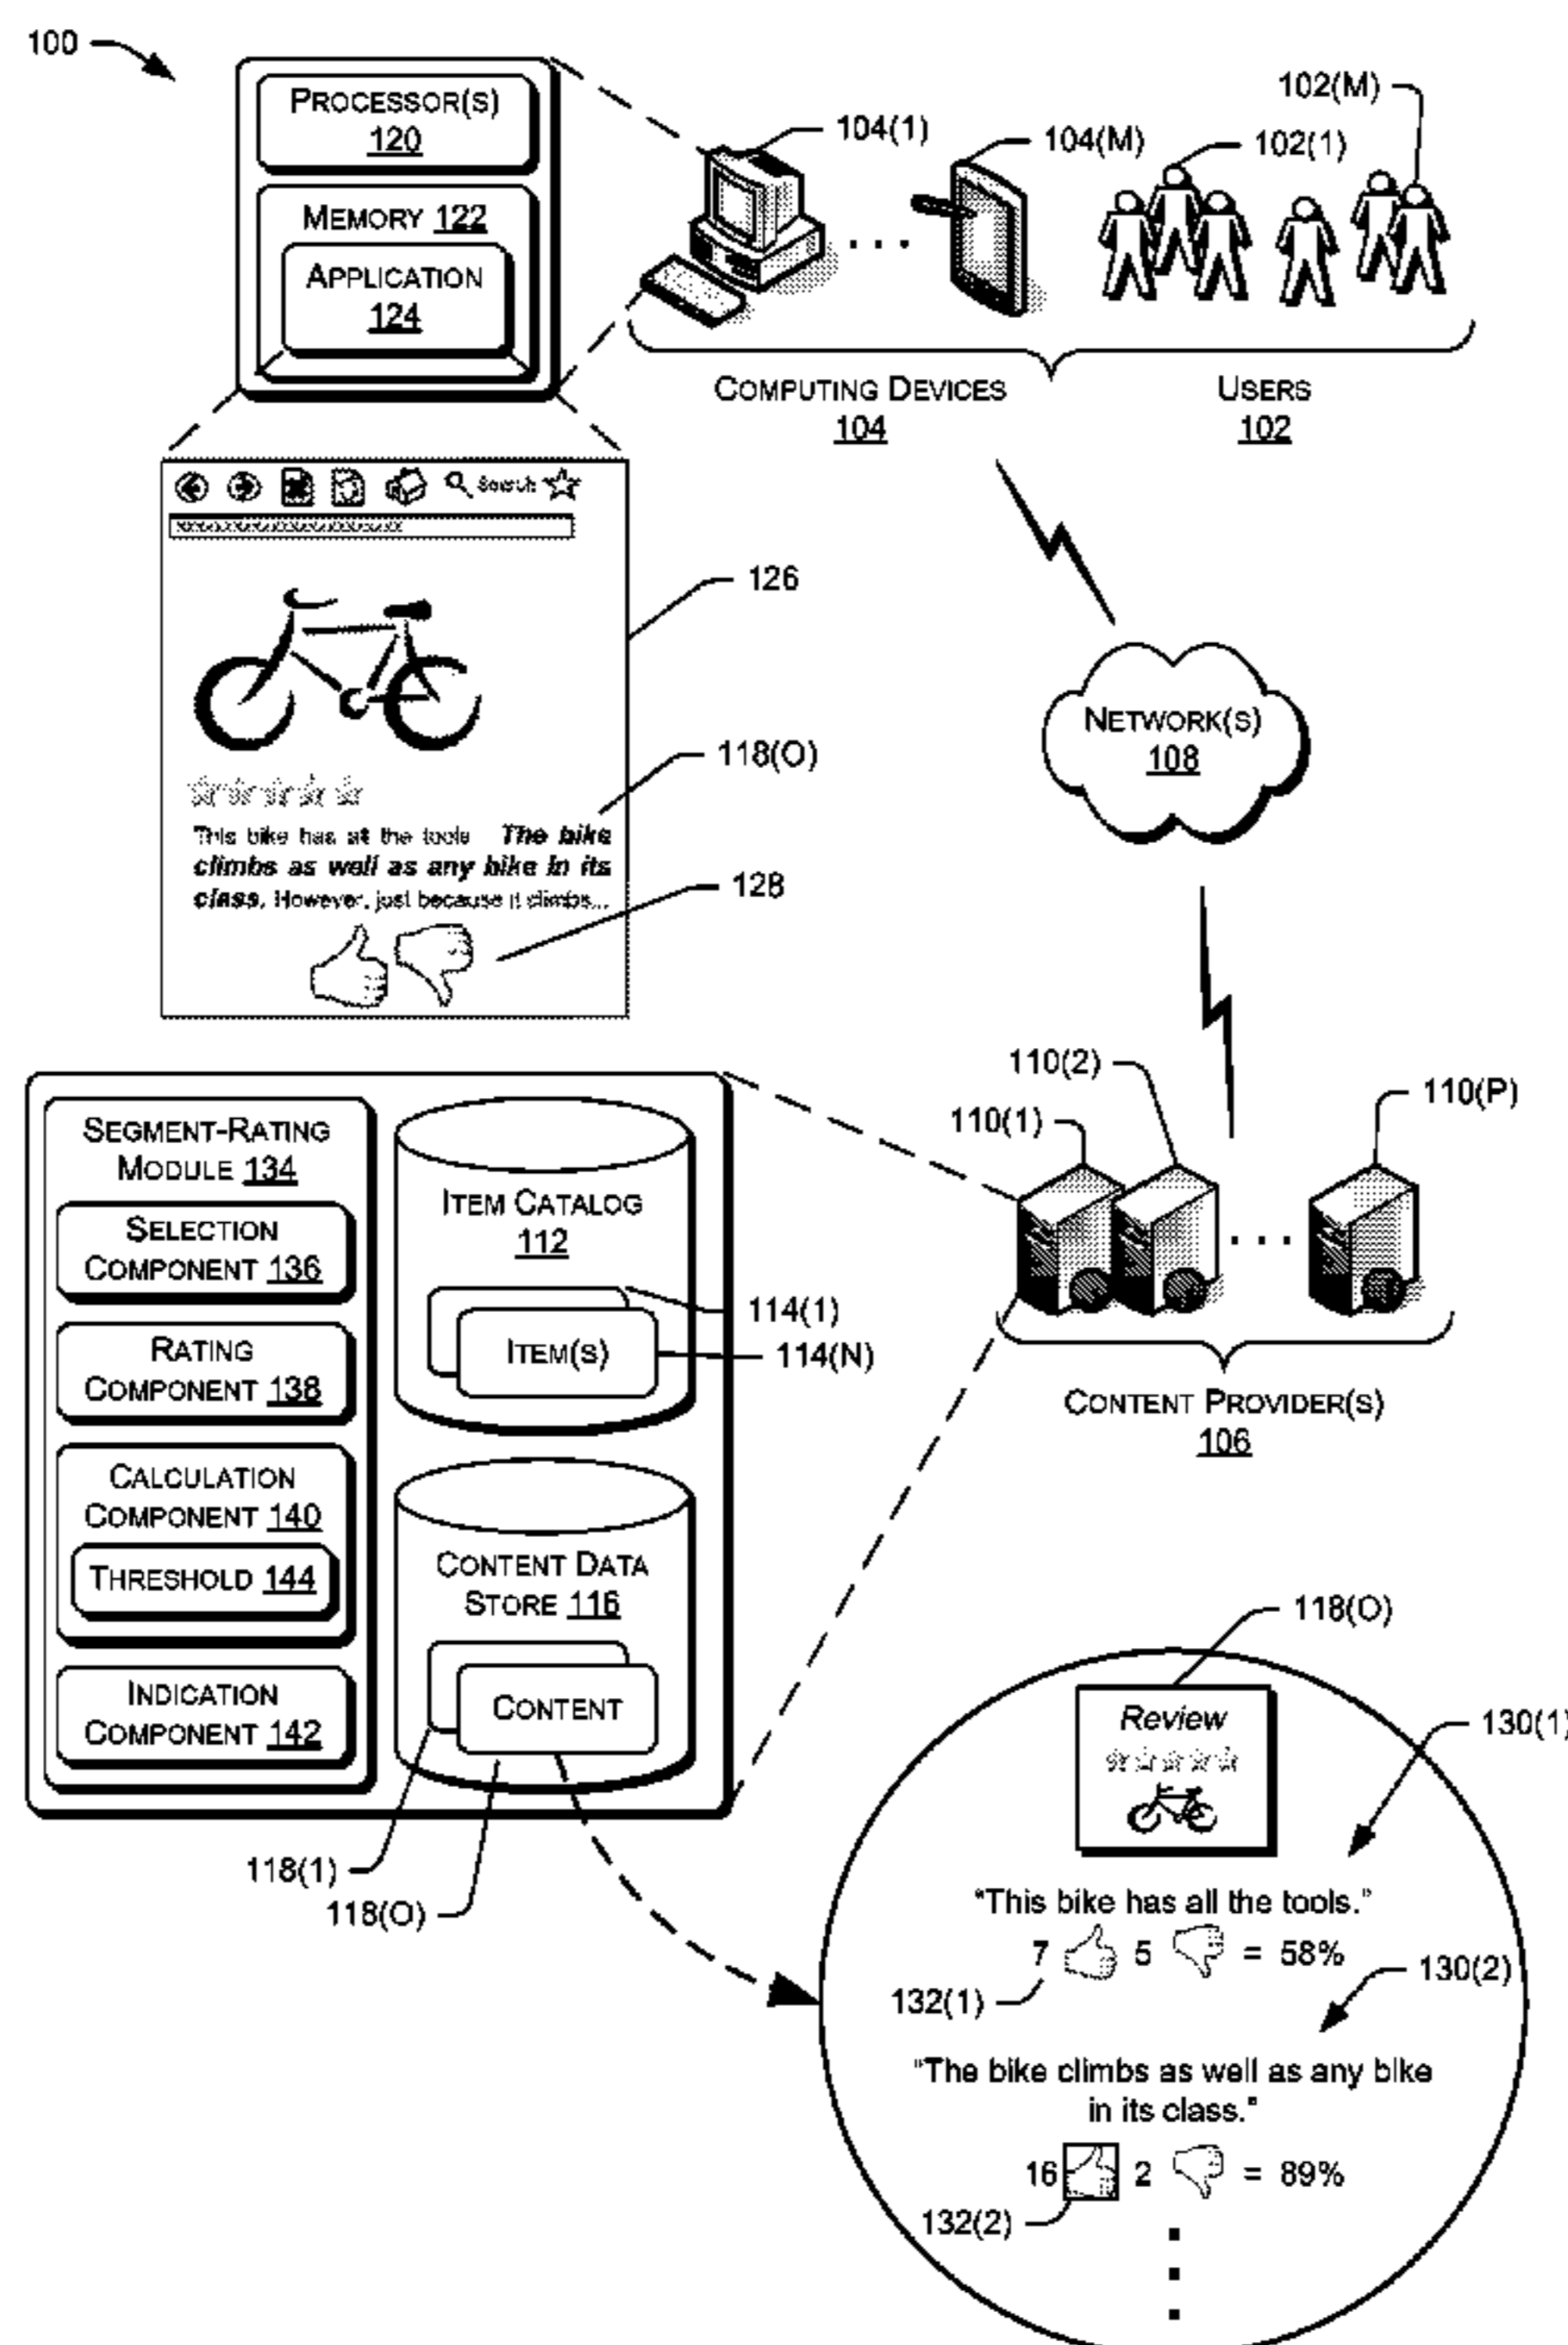 100
PROCESSOR(S)
120
MEMORY 122
APPLICATION
124
104(1)
104(M)
102(1)
102(M)
COMPUTING DEVICES
104
USERS
102
Search
126
118(O)
This bike has at the tools The bike
climbs as well as any bike in its
class. However, just because it climbs...
128
NETWORK(S)
108
SEGMENT-RATING
MODULE 134
SELECTION
COMPONENT 136
RATING
COMPONENT 138
CALCULATION
COMPONENT 140
THRESHOLD 144
INDICATION
COMPONENT 142
ITEM CATALOG
112
ITEM(S)
114(1)
114(N)
CONTENT DATA
STORE 116
CONTENT
118(1)
118(O)
110(1)
110(2)
110(P)
CONTENT PROVIDER(S)
106
118(O)
Review
130(1)
"This bike has all the tools."
7 5 = 58%
132(1)
130(2)
"The bike climbs as well as any bike
in its class."
16 2 = 89%
132(2)